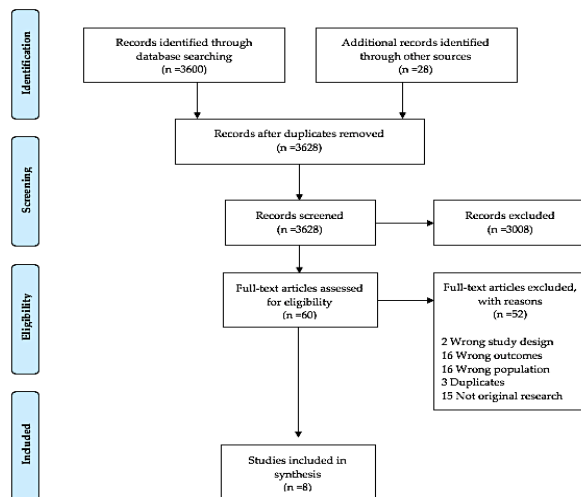 Identification
Records identified through
database searching
(n =3600)
Additional records identified
through other sources
(n =28)
Records after duplicates removed
(n =3628)
Screening
Records screened
(n =3628)
Records excluded
(n =3008)
Eligibility
Full-text articles assessed
for eligibility
(n =60)
Full-text articles excluded,
with reasons
(n =52)
2 Wrong study design
16 Wrong outcomes
16 Wrong population
3 Duplicates
15 Not original research
Included
Studies included in
synthesis
(n =8)